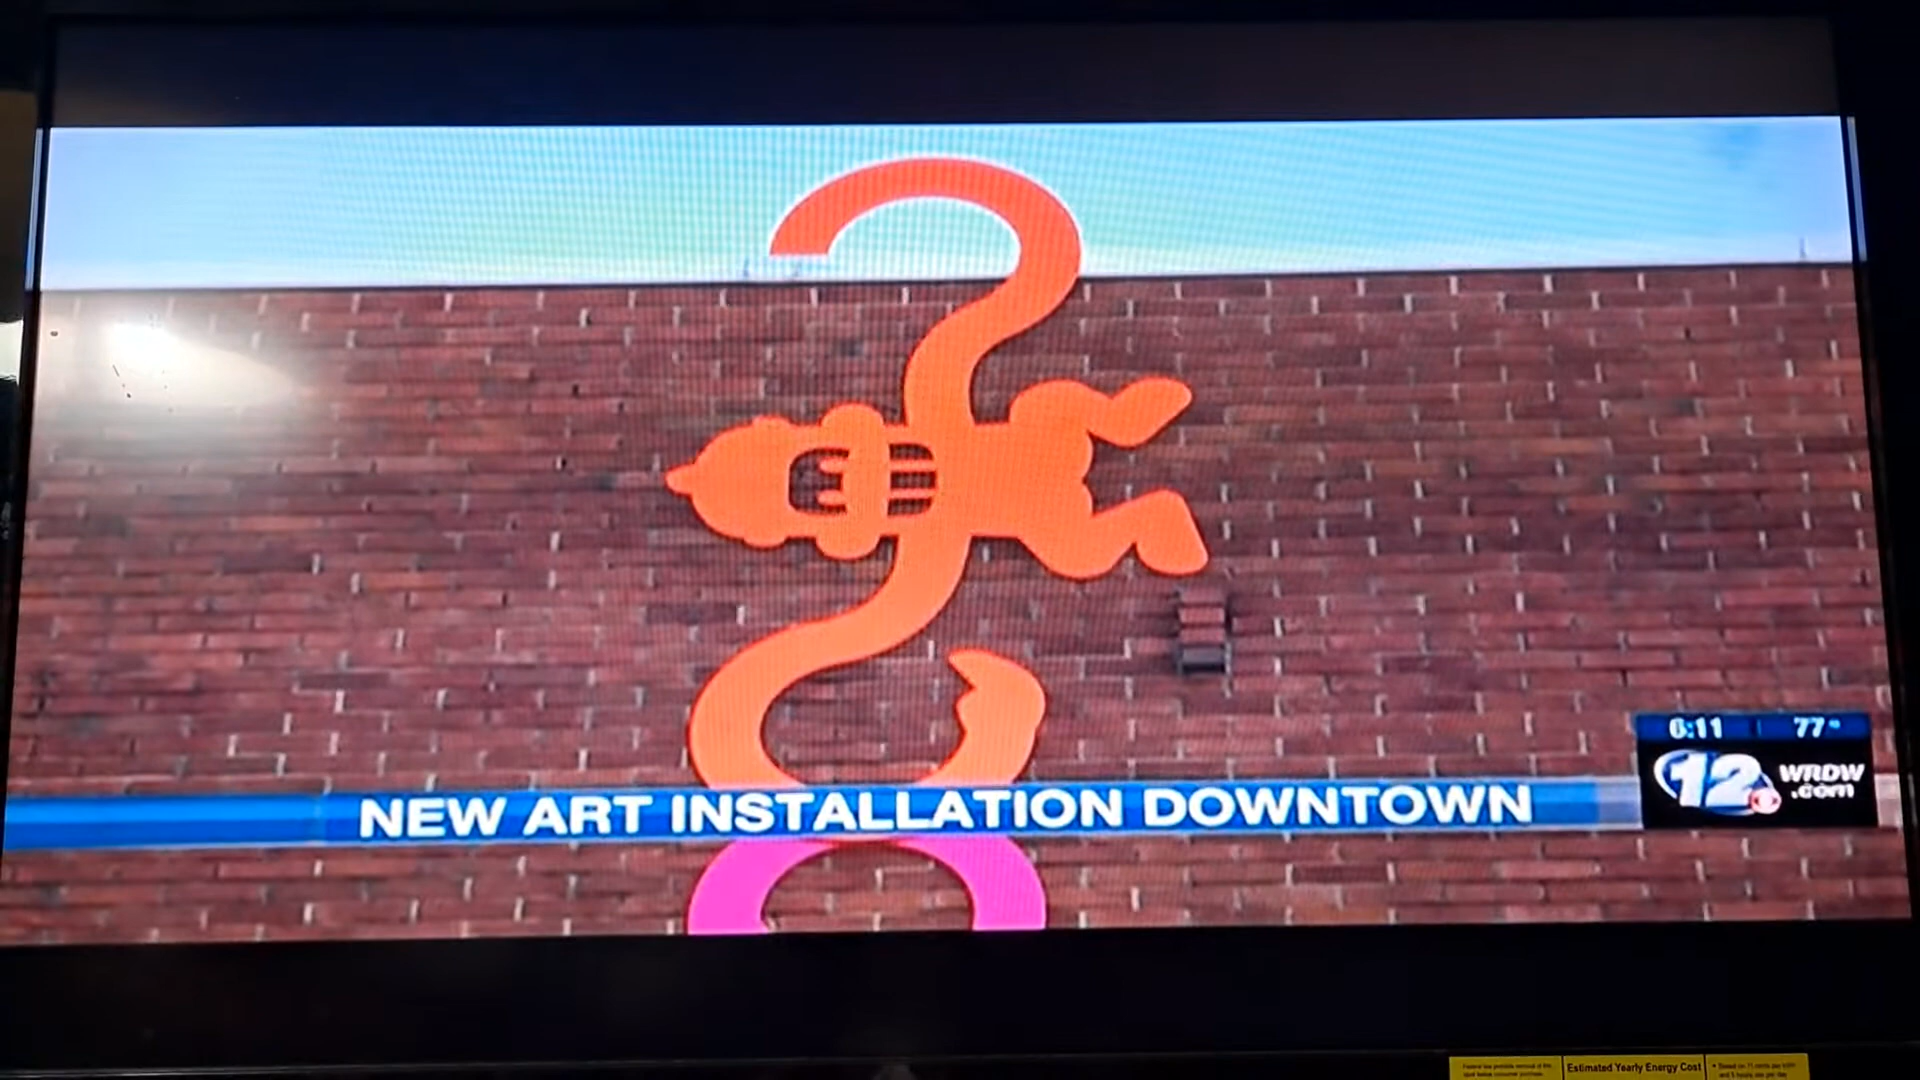 6:11 77°
12 WRDW
.com
NEW ART INSTALLATION DOWNTOWN
Estimated Yearly Energy Cost